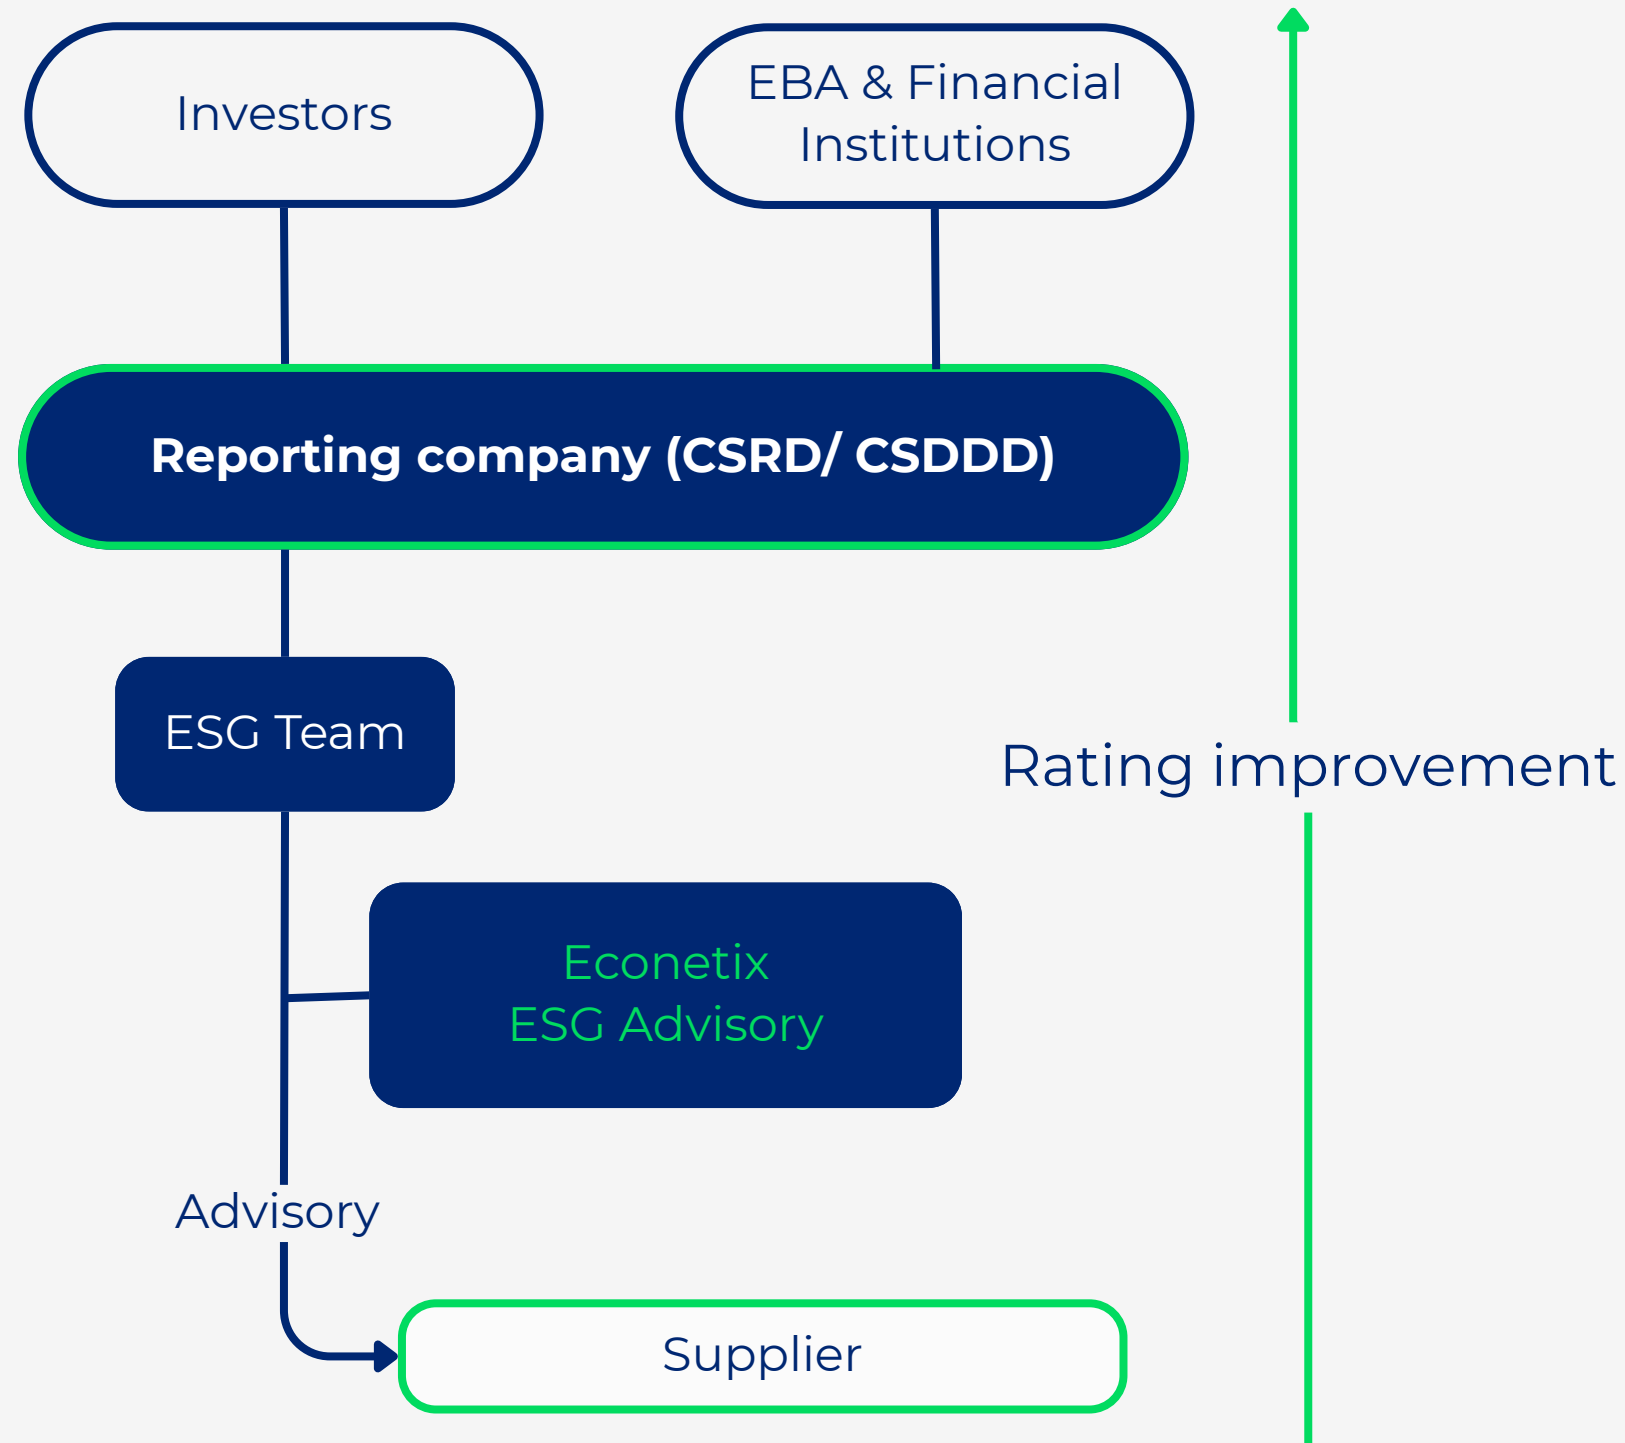 Investors
EBA & Financial
Institutions
Reporting company (CSRD/ CSDDD)
ESG Team
Rating improvement
Econetix
ESG Advisory
Advisory
Supplier